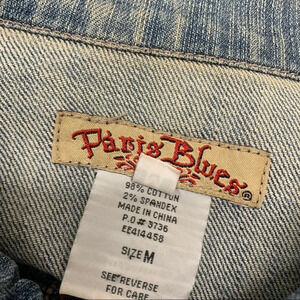 Paris Blues
98% COTTON
2% SPANDEX
MADE IN CHINA
P.O# 3736
EE414458
SIZE M
SEE REVERSE
FOR CARE